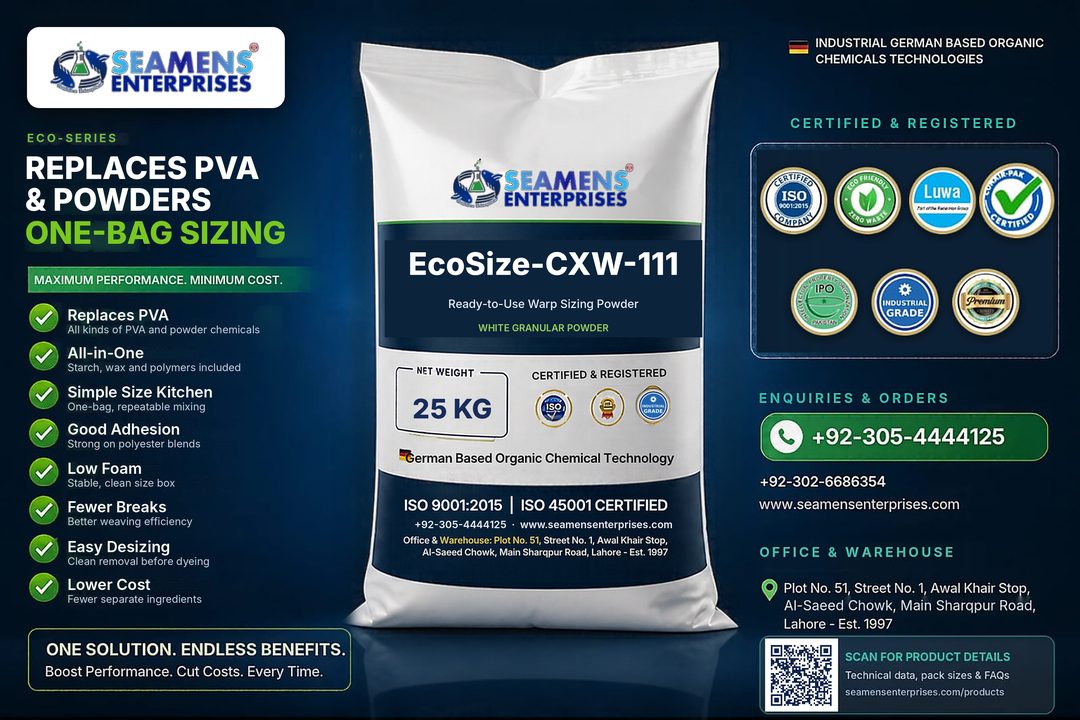 SEAMENS
ENTERPRISES
ECO-SERIES
REPLACES PVA
& POWDERS
ONE-BAG SIZING
MAXIMUM PERFORMANCE. MINIMUM COST.
Replaces PVA
All kinds of PVA and powder chemicals
All-in-One
Starch, wax and polymers included
Simple Size Kitchen
One-bag, repeatable mixing
Good Adhesion
Strong on polyester blends
Low Foam
Stable, clean size box
Fewer Breaks
Better weaving efficiency
Easy Desizing
Clean removal before dyeing
Lower Cost
Fewer separate ingredients
ONE SOLUTION. ENDLESS BENEFITS.
Boost Performance. Cut Costs. Every Time.
SEAMENS
ENTERPRISES
EcoSize-CXW-111
Ready-to-Use Warp Sizing Powder
WHITE GRANULAR POWDER
NET WEIGHT
25 KG
CERTIFIED & REGISTERED
ISO
INDUSTRIAL
GRADE
German Based Organic Chemical Technology
ISO 9001:2015 | ISO 45001 CERTIFIED
+92-305-4444125 · www.seamensenterprises.com
Office & Warehouse: Plot No. 51, Street No. 1, Awal Khair Stop,
Al-Saeed Chowk, Main Sharqpur Road, Lahore - Est. 1997
INDUSTRIAL GERMAN BASED ORGANIC
CHEMICALS TECHNOLOGIES
CERTIFIED & REGISTERED
CERTIFIED
ISO
9001:2015
COMPANY
ECO FRIENDLY
ZERO WASTE
Luwa
CERTIFIED
IPO
PAKISTAN
INDUSTRIAL
GRADE
Premium
ENQUIRIES & ORDERS
+92-305-4444125
+92-302-6686354
www.seamensenterprises.com
OFFICE & WAREHOUSE
Plot No. 51, Street No. 1, Awal Khair Stop,
Al-Saeed Chowk, Main Sharqpur Road,
Lahore - Est. 1997
SCAN FOR PRODUCT DETAILS
Technical data, pack sizes & FAQs
seamensenterprises.com/products